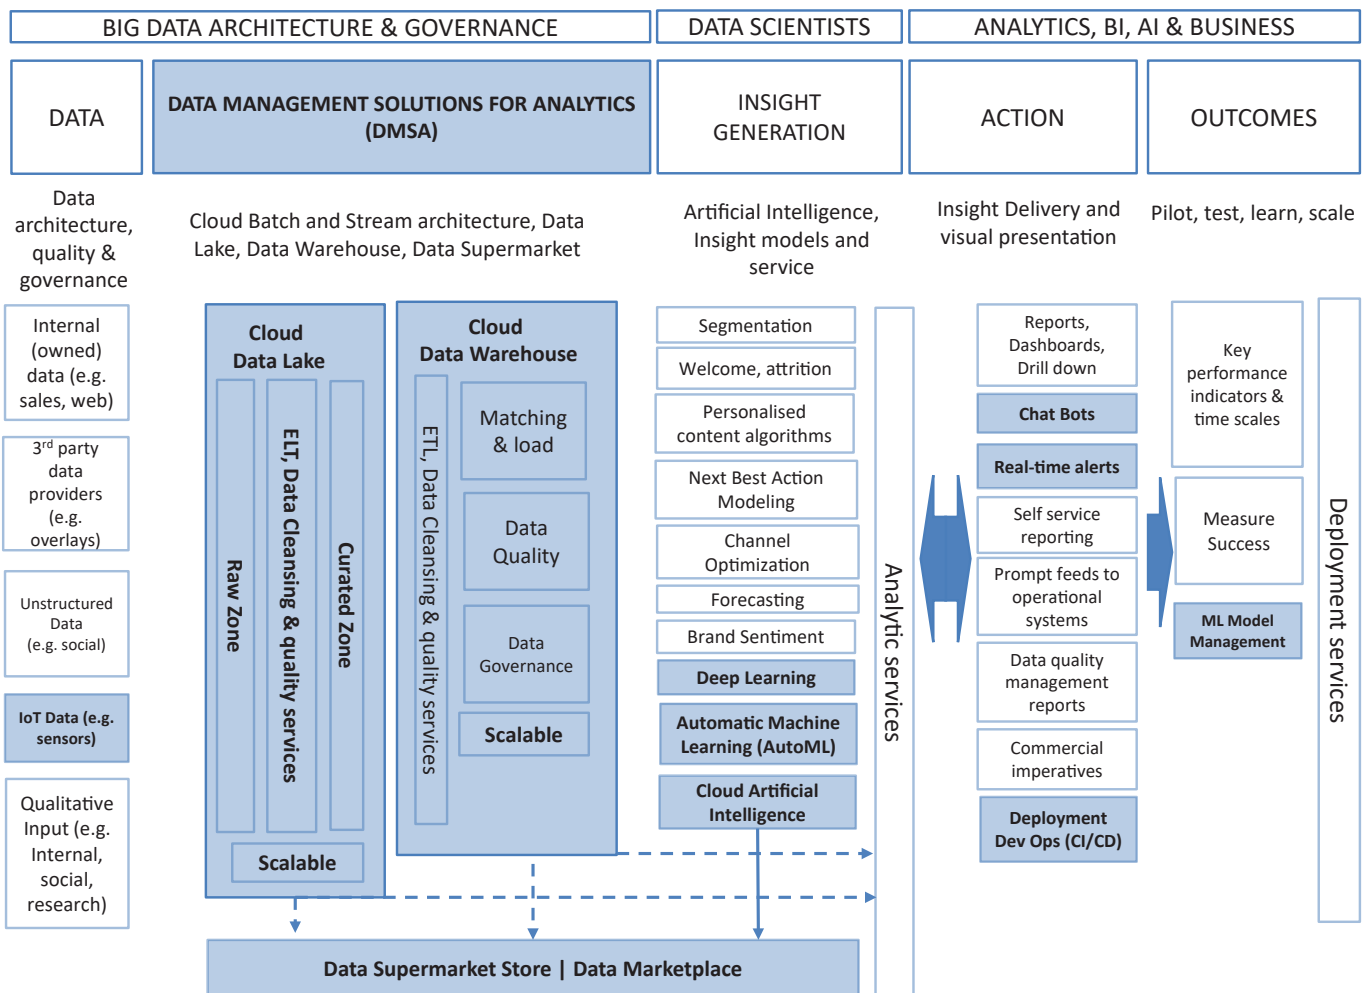 BIG DATA ARCHITECTURE & GOVERNANCE
DATA SCIENTISTS
ANALYTICS, BI, AI & BUSINESS
DATA
DATA MANAGEMENT SOLUTIONS FOR ANALYTICS
(DMSA)
INSIGHT
GENERATION
ACTION
OUTCOMES
Data
architecture,
quality &
governance
Cloud Batch and Stream architecture, Data
Lake, Data Warehouse, Data Supermarket
Artificial Intelligence,
Insight models and
service
Insight Delivery and
visual presentation
Pilot, test, learn, scale
Internal
(owned)
data (e.g.
sales, web)
3rd party
data
providers
(e.g.
overlays)
Unstructured
Data
(e.g. social)
IoT Data (e.g.
sensors)
Qualitative
Input (e.g.
Internal,
social,
research)
Cloud
Data Lake
Raw Zone
ELT, Data Cleansing & quality services
Curated Zone
Scalable
Cloud
Data Warehouse
ETL, Data Cleansing & quality services
Matching
& load
Data
Quality
Data
Governance
Scalable
Segmentation
Welcome, attrition
Personalised
content algorithms
Next Best Action
Modeling
Channel
Optimization
Forecasting
Brand Sentiment
Deep Learning
Automatic Machine
Learning (AutoML)
Cloud Artificial
Intelligence
Analytic services
Reports,
Dashboards,
Drill down
Chat Bots
Real-time alerts
Self service
reporting
Prompt feeds to
operational
systems
Data quality
management
reports
Commercial
imperatives
Deployment
Dev Ops (CI/CD)
Key
performance
indicators &
time scales
Measure
Success
ML Model
Management
Deployment services
Data Supermarket Store | Data Marketplace